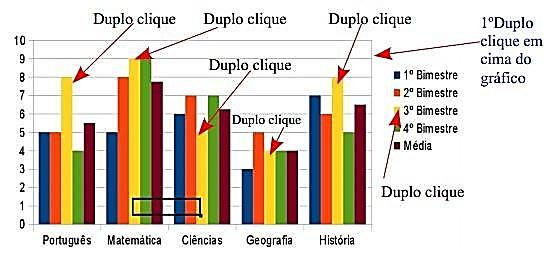 Duplo clique
Duplo clique
Duplo clique
1ºDuplo
clique em
cima do
gráfico
Duplo clique
Duplo clique
Duplo clique
10
9
8
7
6
5
4
3
2
1
0
Português
Matemática
Ciências
Geografia
História
1º Bimestre
2º Bimestre
3º Bimestre
4º Bimestre
Média